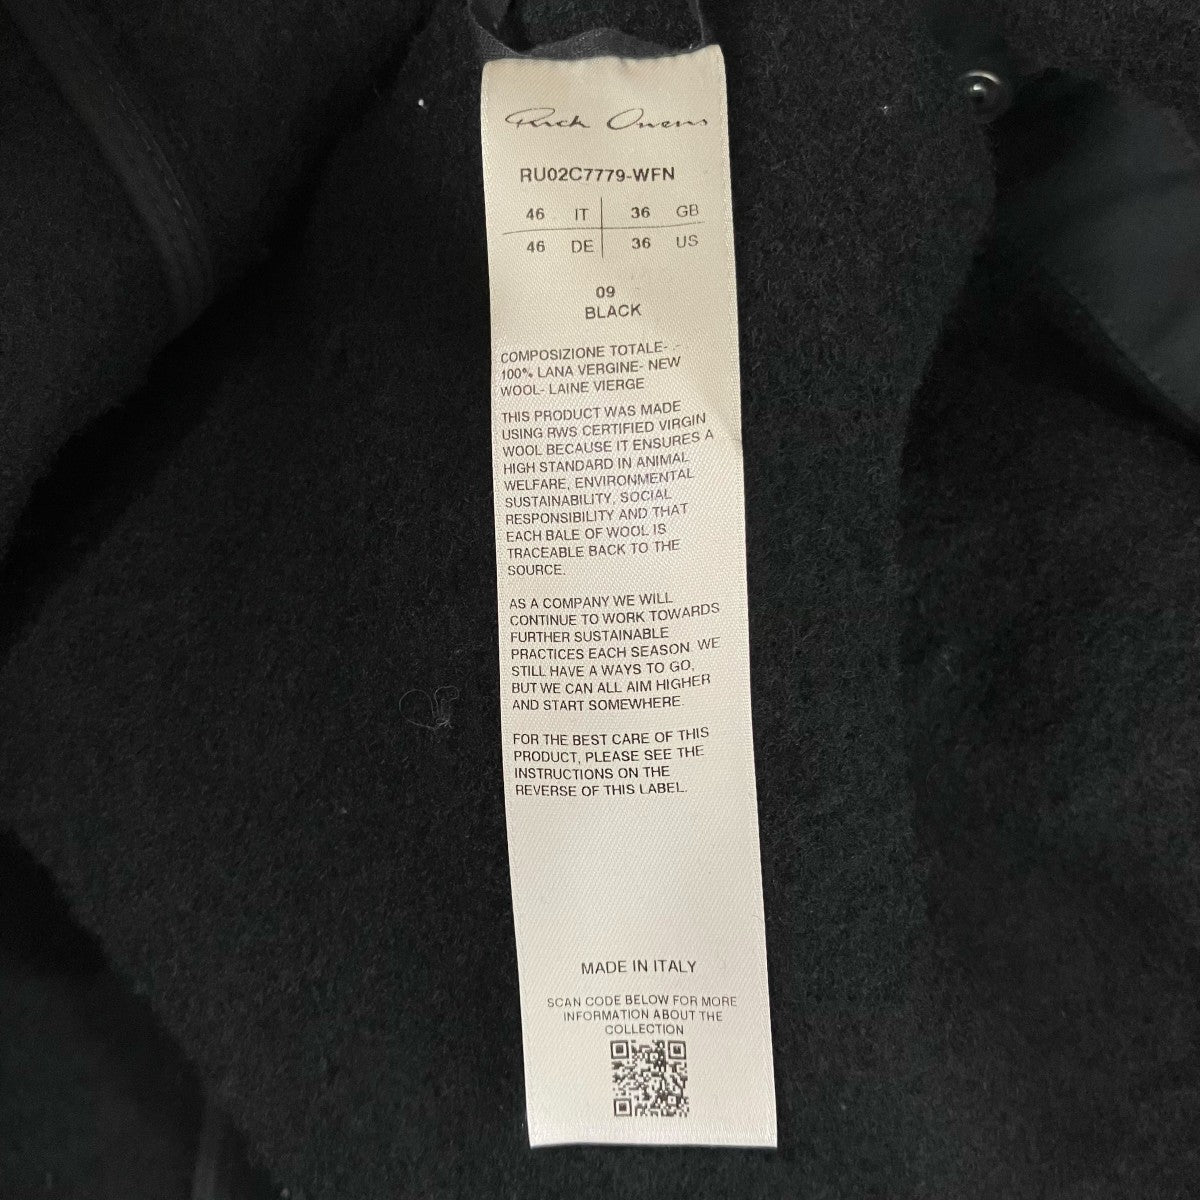 Rick Owens
RU02C7779-WFN
46 IT 36 GB
46 DE 36 US
09
BLACK
COMPOSIZIONE TOTALE- -
100% LANA VERGINE- NEW
WOOL- LAINE VIERGE
THIS PRODUCT WAS MADE
USING RWS CERTIFIED VIRGIN
WOOL BECAUSE IT ENSURES A
HIGH STANDARD IN ANIMAL
WELFARE, ENVIRONMENTAL
SUSTAINABILITY, SOCIAL
RESPONSIBILITY AND THAT
EACH BALE OF WOOL IS
TRACEABLE BACK TO THE
SOURCE.
AS A COMPANY WE WILL
CONTINUE TO WORK TOWARDS
FURTHER SUSTAINABLE
PRACTICES EACH SEASON. WE
STILL HAVE A WAYS TO GO,
BUT WE CAN ALL AIM HIGHER
AND START SOMEWHERE.
FOR THE BEST CARE OF THIS
PRODUCT, PLEASE SEE THE
INSTRUCTIONS ON THE
REVERSE OF THIS LABEL.
MADE IN ITALY
SCAN CODE BELOW FOR MORE
INFORMATION ABOUT THE
COLLECTION